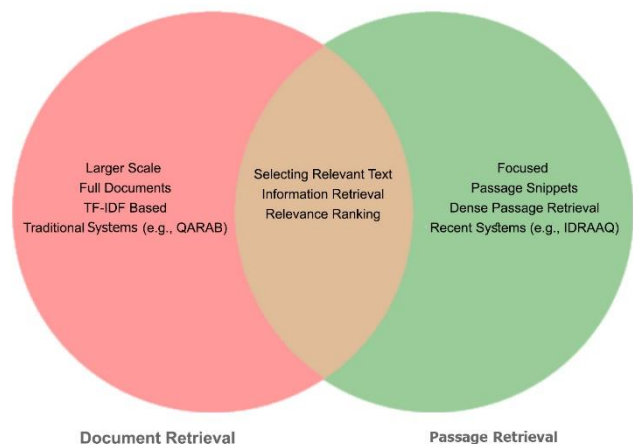 Larger Scale
Full Documents
TF-IDF Based
Traditional Systems (e.g., QARAB)
Selecting Relevant Text
Information Retrieval
Relevance Ranking
Focused
Passage Snippets
Dense Passage Retrieval
Recent Systems (e.g., IDRAAQ)
Document Retrieval
Passage Retrieval